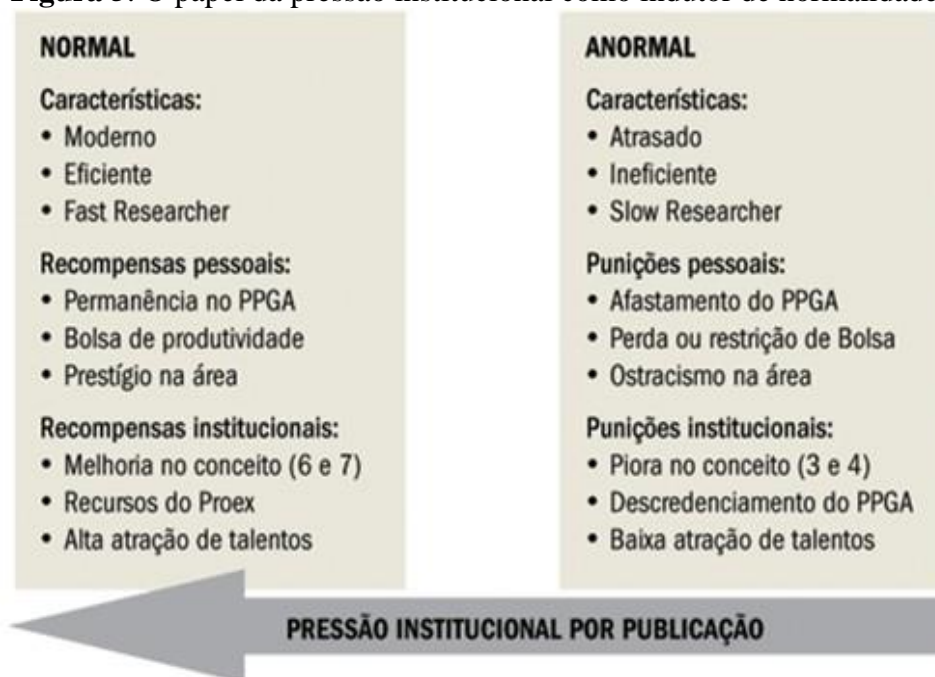 Figura 3: O papel da pressão institucional como indutor de normalidade
NORMAL
Características:
• Moderno
• Eficiente
• Fast Researcher
Recompensas pessoais:
• Permanência no PPGA
• Bolsa de produtividade
• Prestígio na área
Recompensas institucionais:
• Melhoria no conceito (6 e 7)
• Recursos do Proex
• Alta atração de talentos
ANORMAL
Características:
• Atrasado
• Ineficiente
• Slow Researcher
Punições pessoais:
• Afastamento do PPGA
• Perda ou restrição de Bolsa
• Ostracismo na área
Punições institucionais:
• Piora no conceito (3 e 4)
• Descredenciamento do PPGA
• Baixa atração de talentos
PRESSÃO INSTITUCIONAL POR PUBLICAÇÃO